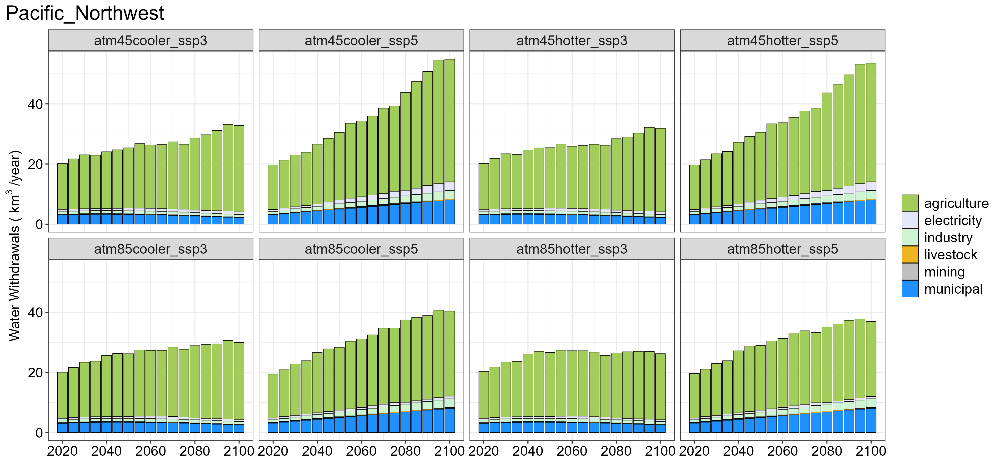 Pacific_Northwest
atm45cooler_ssp3 atm45cooler_ssp5 atm45hotter_ssp3 atm45hotter_ssp5
40
20
0
atm85cooler_ssp3 atm85cooler_ssp5 atm85hotter_ssp3 atm85hotter_ssp5
40
20
0
2020 2040 2060 2080 2100 2020 2040 2060 2080 2100 2020 2040 2060 2080 2100 2020 2040 2060 2080 2100
Water Withdrawals ( km³ /year)
agriculture
electricity
industry
livestock
mining
municipal